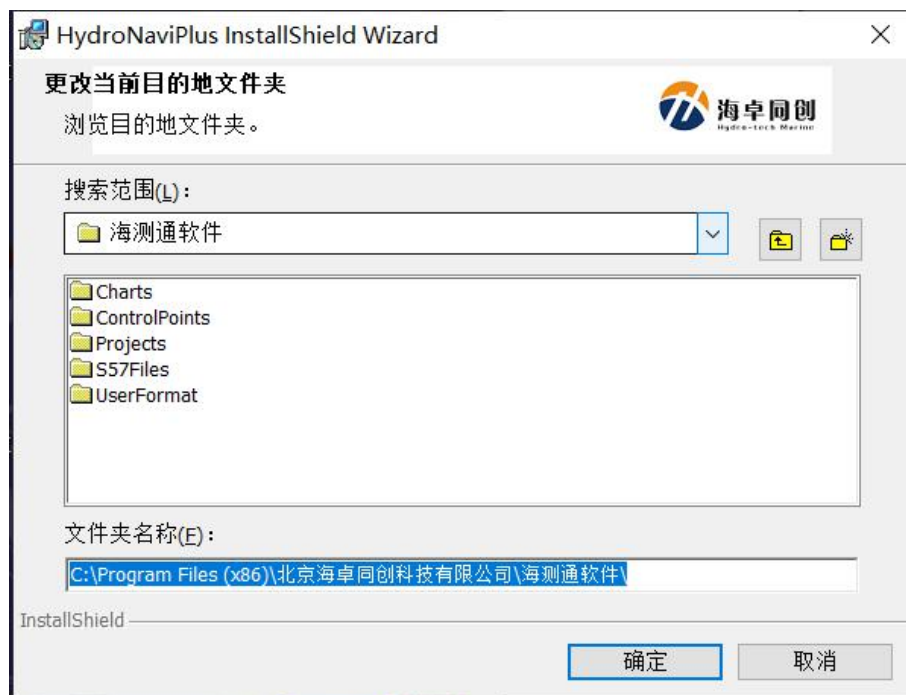 HydroNaviPlus InstallShield Wizard
更改当前目的地文件夹
浏览目的地文件夹。
海卓同创
Hydro-tech Marine
搜索范围(L)：
海测通软件
Charts
ControlPoints
Projects
S57Files
UserFormat
文件夹名称(F)：
C:\Program Files (x86)\北京海卓同创科技有限公司\海测通软件\
InstallShield
确定
取消